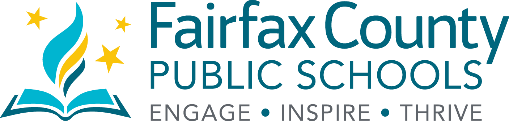 Fairfax County
PUBLIC SCHOOLS
ENGAGE • INSPIRE • THRIVE